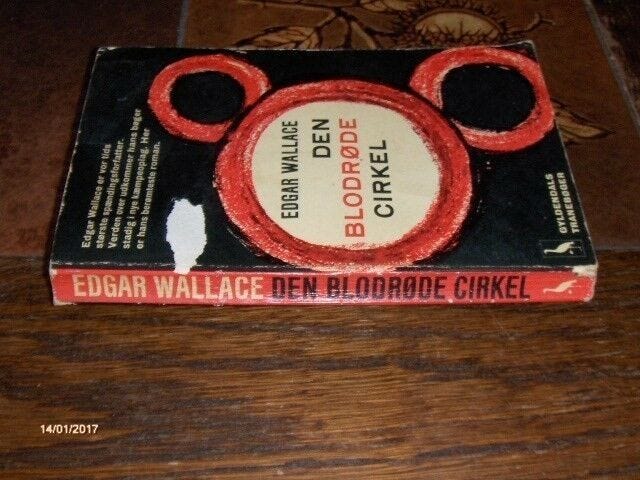 Edgar Wallace er vor tids
største spændingsforfatter.
Verden over udkommer hans bøger
stadig i nye kæmpeoplag. Her
er hans berømteste roman.
EDGAR WALLACE
DEN
BLODRØDE
CIRKEL
GYLDENDALS
TRANEBØGER
EDGAR WALLACE DEN BLODRØDE CIRKEL
14/01/2017